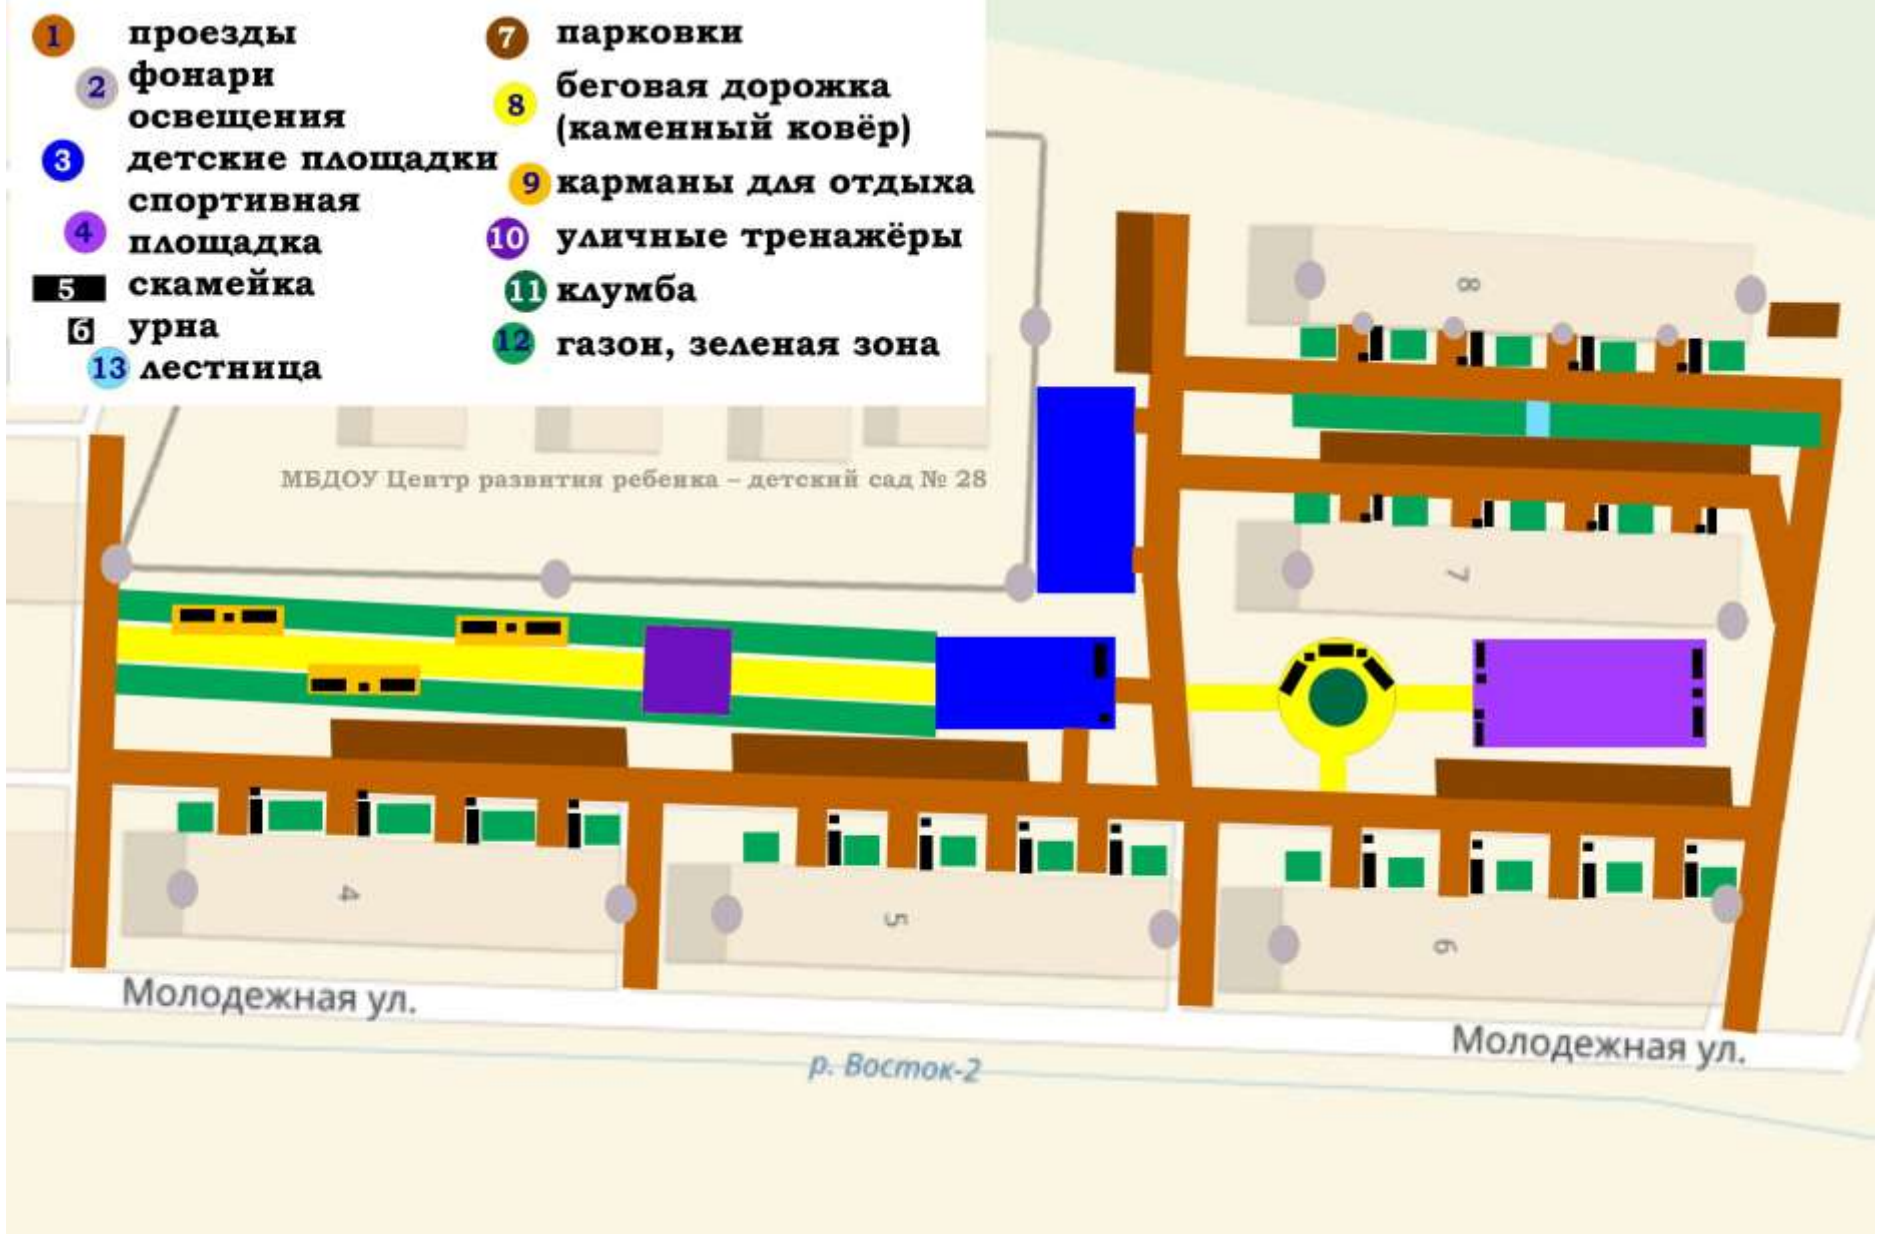 1 проезды
2 фонари
освещения
3 детские площадки
4 спортивная
площадка
5 скамейка
6 урна
13 лестница
7 парковки
8 беговая дорожка
(каменный ковёр)
9 карманы для отдыха
10 уличные тренажёры
11 клумба
12 газон, зеленая зона
8
МБДОУ Центр развития ребенка – детский сад № 28
7
4
5
6
Молодежная ул.
Молодежная ул.
р. Восток-2